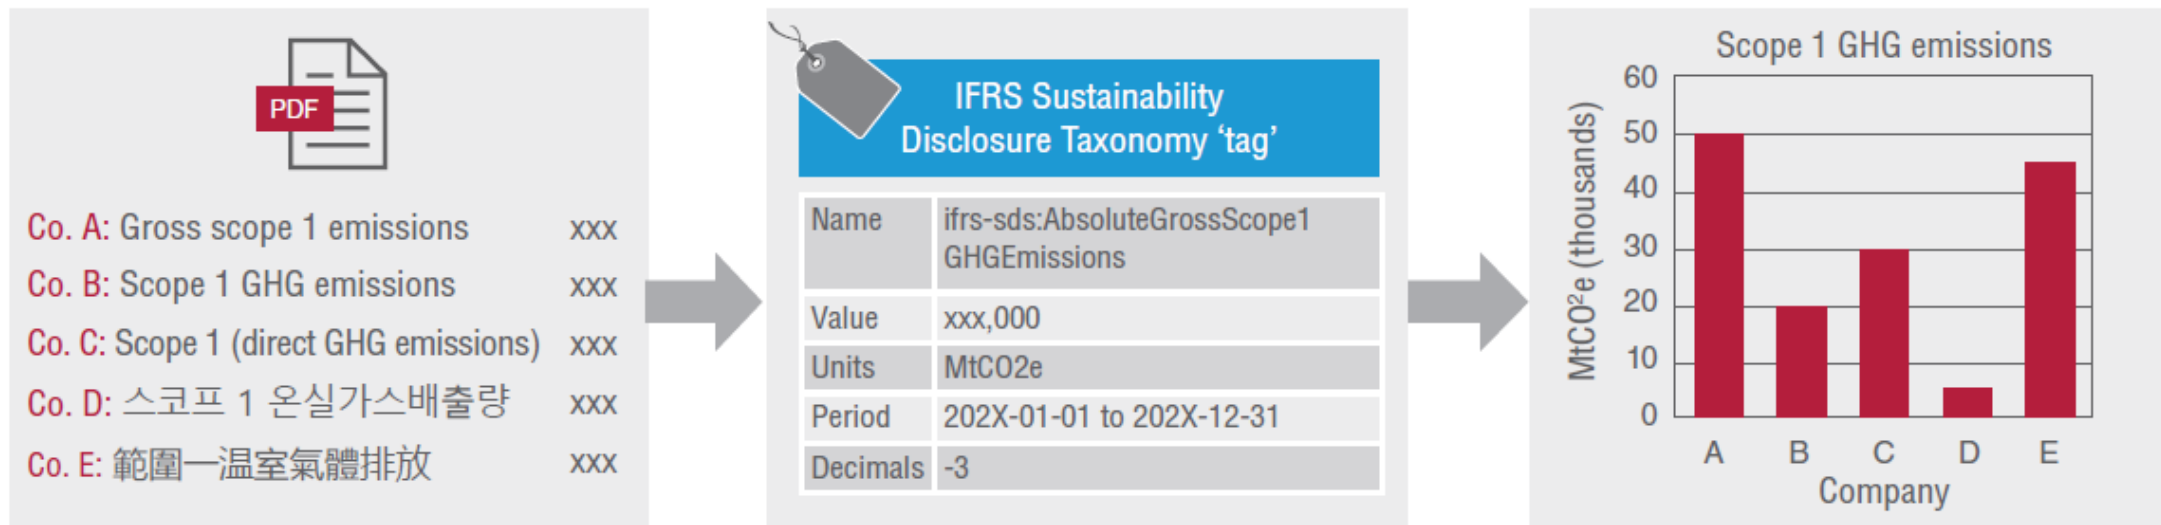 PDF
Co. A: Gross scope 1 emissions xxx
Co. B: Scope 1 GHG emissions xxx
Co. C: Scope 1 (direct GHG emissions) xxx
Co. D: 스코프 1 온실가스배출량 xxx
Co. E: 範圍一温室氣體排放 xxx
IFRS Sustainability
Disclosure Taxonomy ‘tag’
Name ifrs-sds:AbsoluteGrossScope1
GHGEmissions
Value xxx,000
Units MtCO2e
Period 202X-01-01 to 202X-12-31
Decimals -3
Scope 1 GHG emissions
MtCO²e (thousands)
60
50
40
30
20
10
0
A B C D E
Company